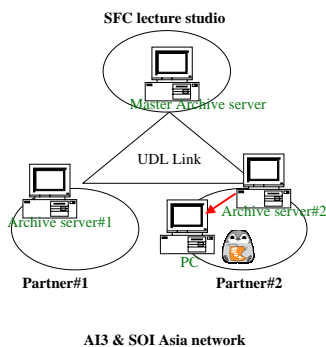 SFC lecture studio
Master Archive server
UDL Link
Archive server#1
Archive server#2
PC
Partner#1
Partner#2
AI3 & SOI Asia network